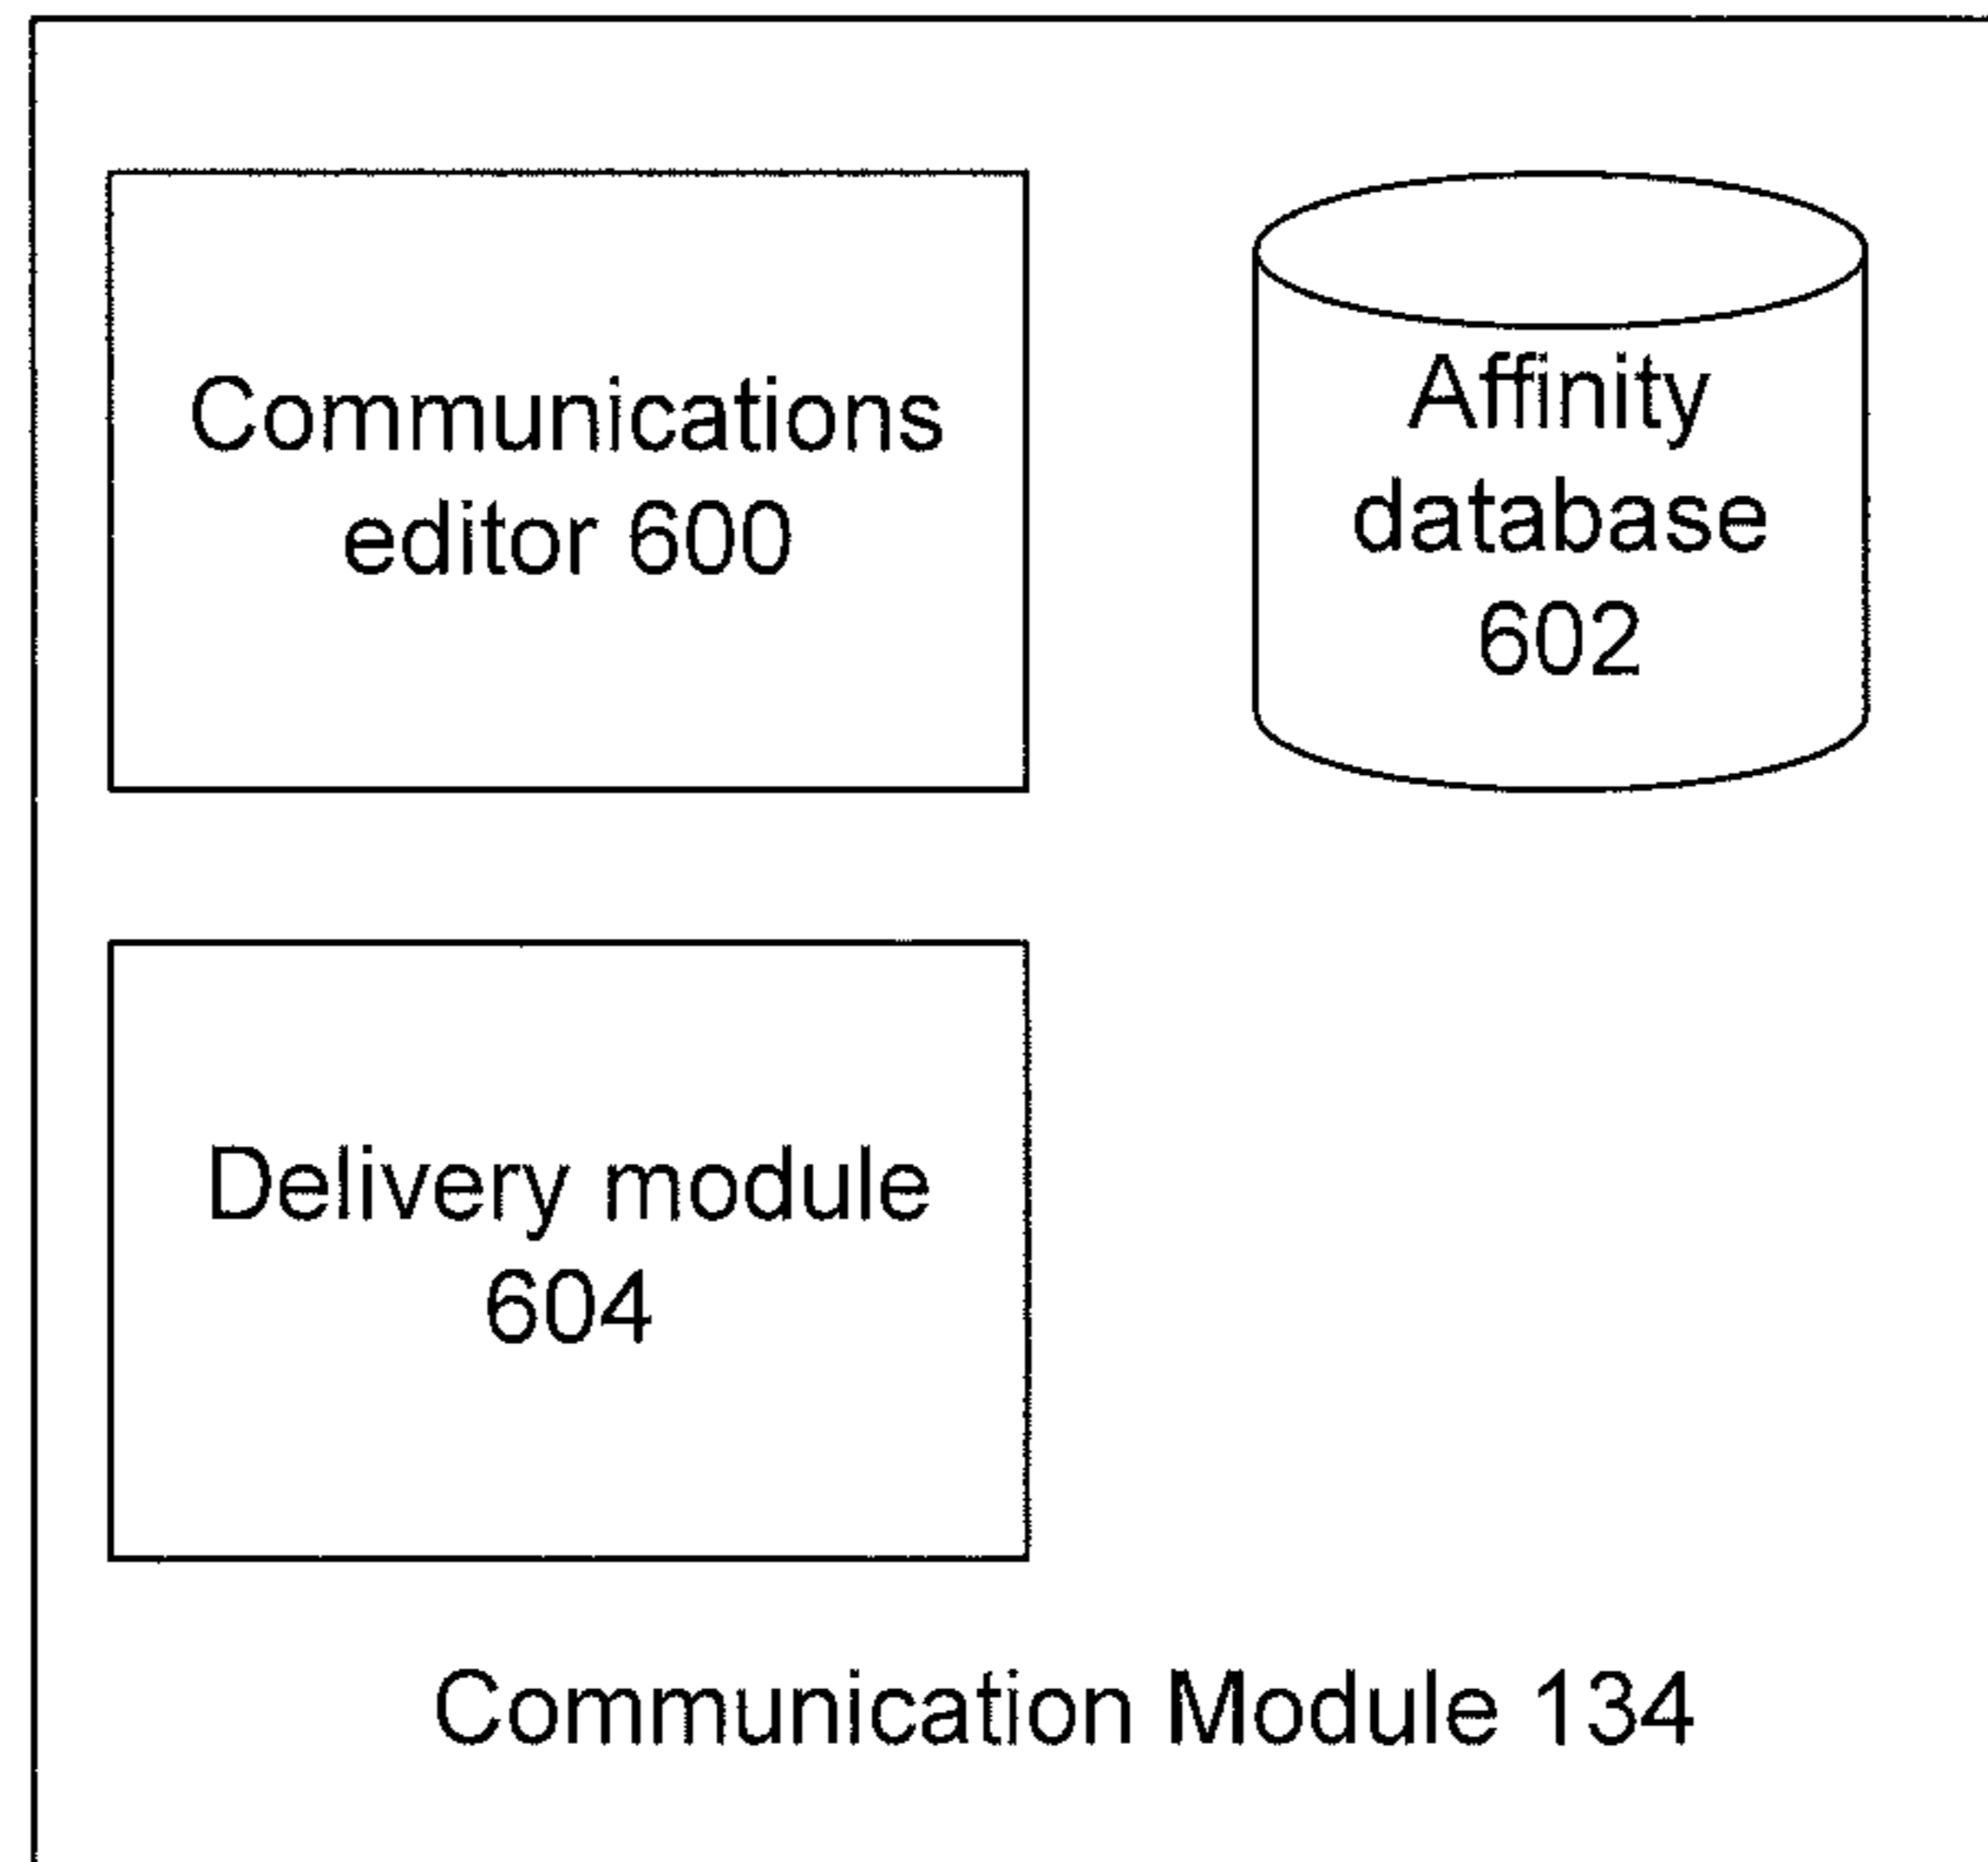 Communications
editor 600
Affinity
database
602
Delivery module
604
Communication Module 134